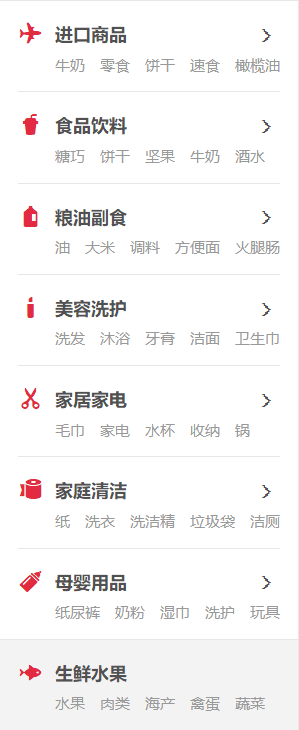 进口商品
牛奶 零食 饼干 速食 橄榄油
食品饮料
糖巧 饼干 坚果 牛奶 酒水
粮油副食
油 大米 调料 方便面 火腿肠
美容洗护
洗发 沐浴 牙膏 洁面 卫生巾
家居家电
毛巾 家电 水杯 收纳 锅
家庭清洁
纸 洗衣 洗洁精 垃圾袋 洁厕
母婴用品
纸尿裤 奶粉 湿巾 洗护 玩具
生鲜水果
水果 肉类 海产 禽蛋 蔬菜